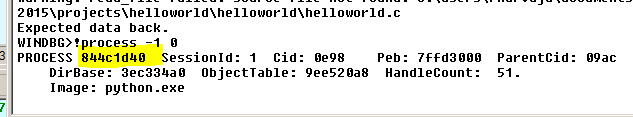 2015\projects\helloworld\helloworld\helloworld.c
Expected data back.
WINDBG>!process -1 0
PROCESS 844c1d40 SessionId: 1 Cid: 0e98 Peb: 7ffd3000 ParentCid: 09ac
DirBase: 3ec334a0 ObjectTable: 9ee520a8 HandleCount: 51.
Image: python.exe